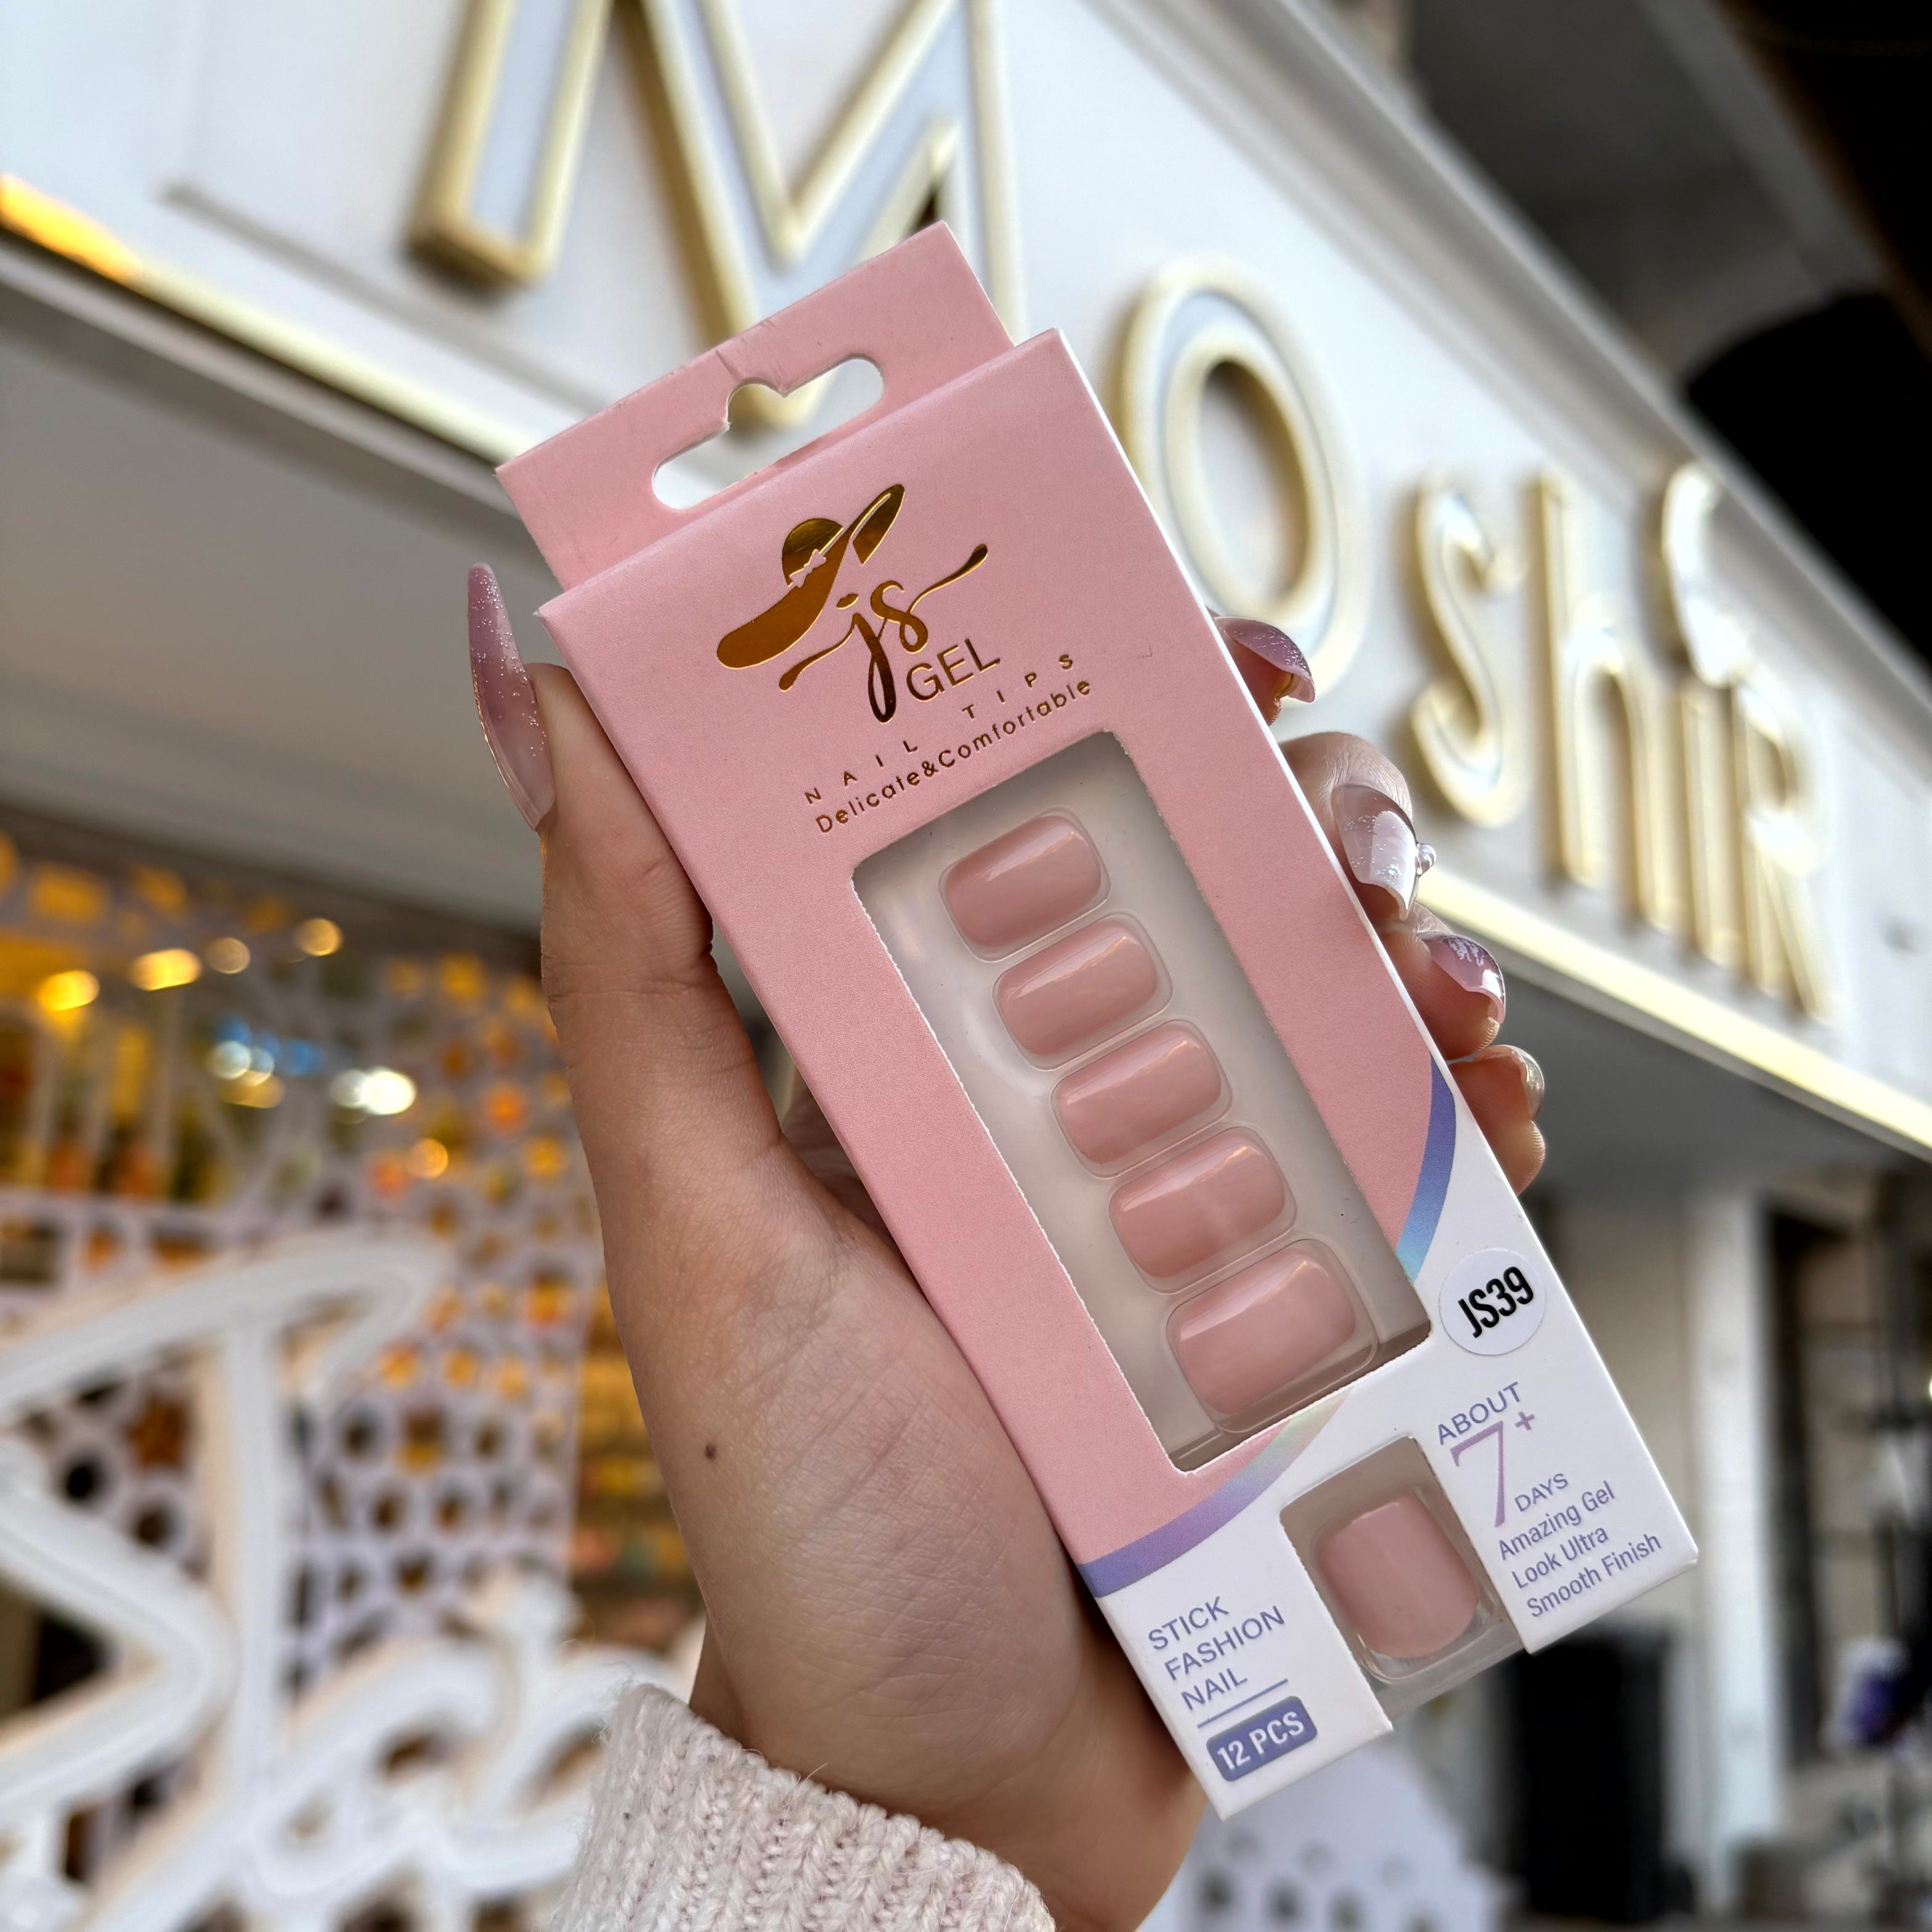 js
GEL
NAIL TIPS
Delicate&Comfortable
JS39
ABOUT
7+
DAYS
Amazing Gel
Look Ultra
Smooth Finish
STICK
FASHION
NAIL
12 PCS